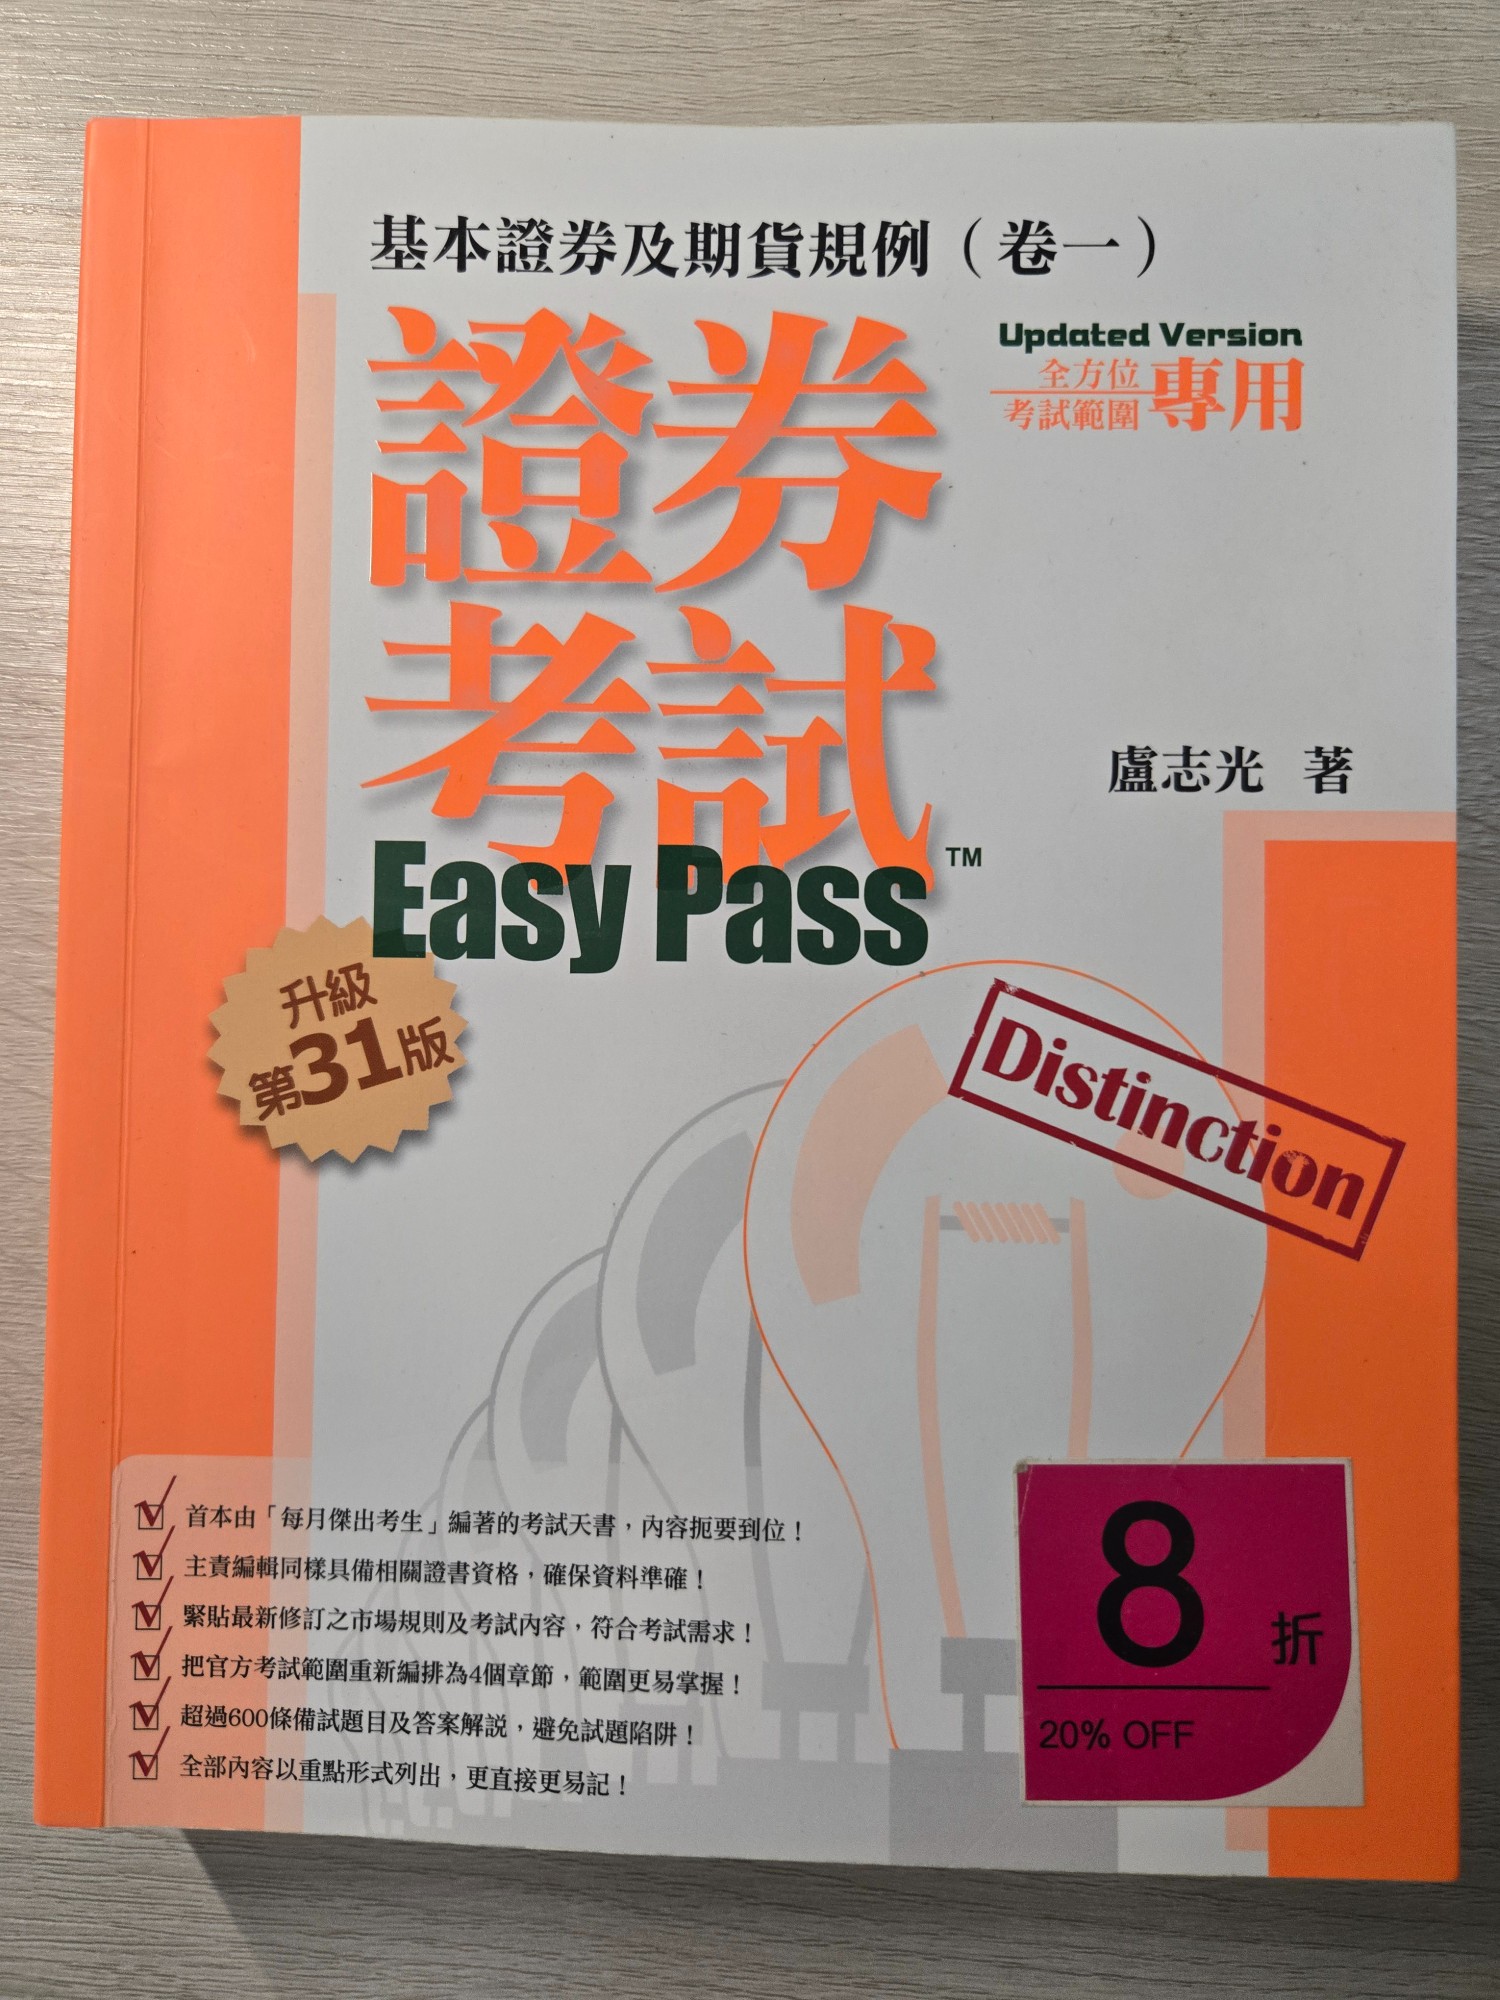 基本證券及期貨規例（卷一）
Updated Version
全方位
考試範圍
專用
證券
考試
Easy Pass™
盧志光 著
升級
第31版
Distinction
首本由「每月傑出考生」編著的考試天書，內容扼要到位！
主責編輯同樣具備相關證書資格，確保資料準確！
緊貼最新修訂之市場規則及考試內容，符合考試需求！
把官方考試範圍重新編排為4個章節，範圍更易掌握！
超過600條備試題目及答案解説，避免試題陷阱！
全部內容以重點形式列出，更直接更易記！
8折
20% OFF